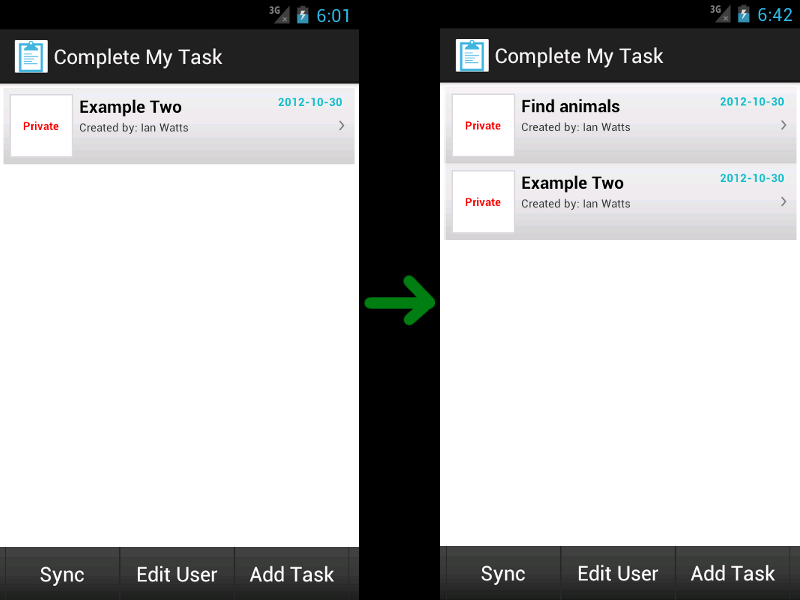 3G 6:01
Complete My Task
Private
Example Two
2012-10-30
Created by: Ian Watts
Sync
Edit User
Add Task
3G 6:42
Complete My Task
Private
Find animals
2012-10-30
Created by: Ian Watts
Private
Example Two
2012-10-30
Created by: Ian Watts
Sync
Edit User
Add Task